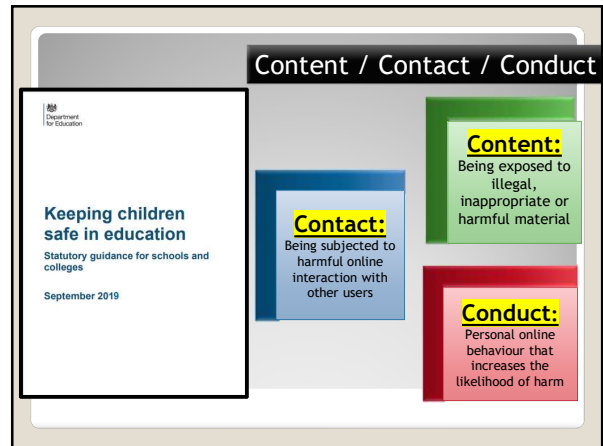 Content / Contact / Conduct
Department
for Education
Keeping children
safe in education
Statutory guidance for schools and
colleges
September 2019
Contact:
Being subjected to
harmful online
interaction with
other users
Content:
Being exposed to
illegal,
inappropriate or
harmful material
Conduct:
Personal online
behaviour that
increases the
likelihood of harm